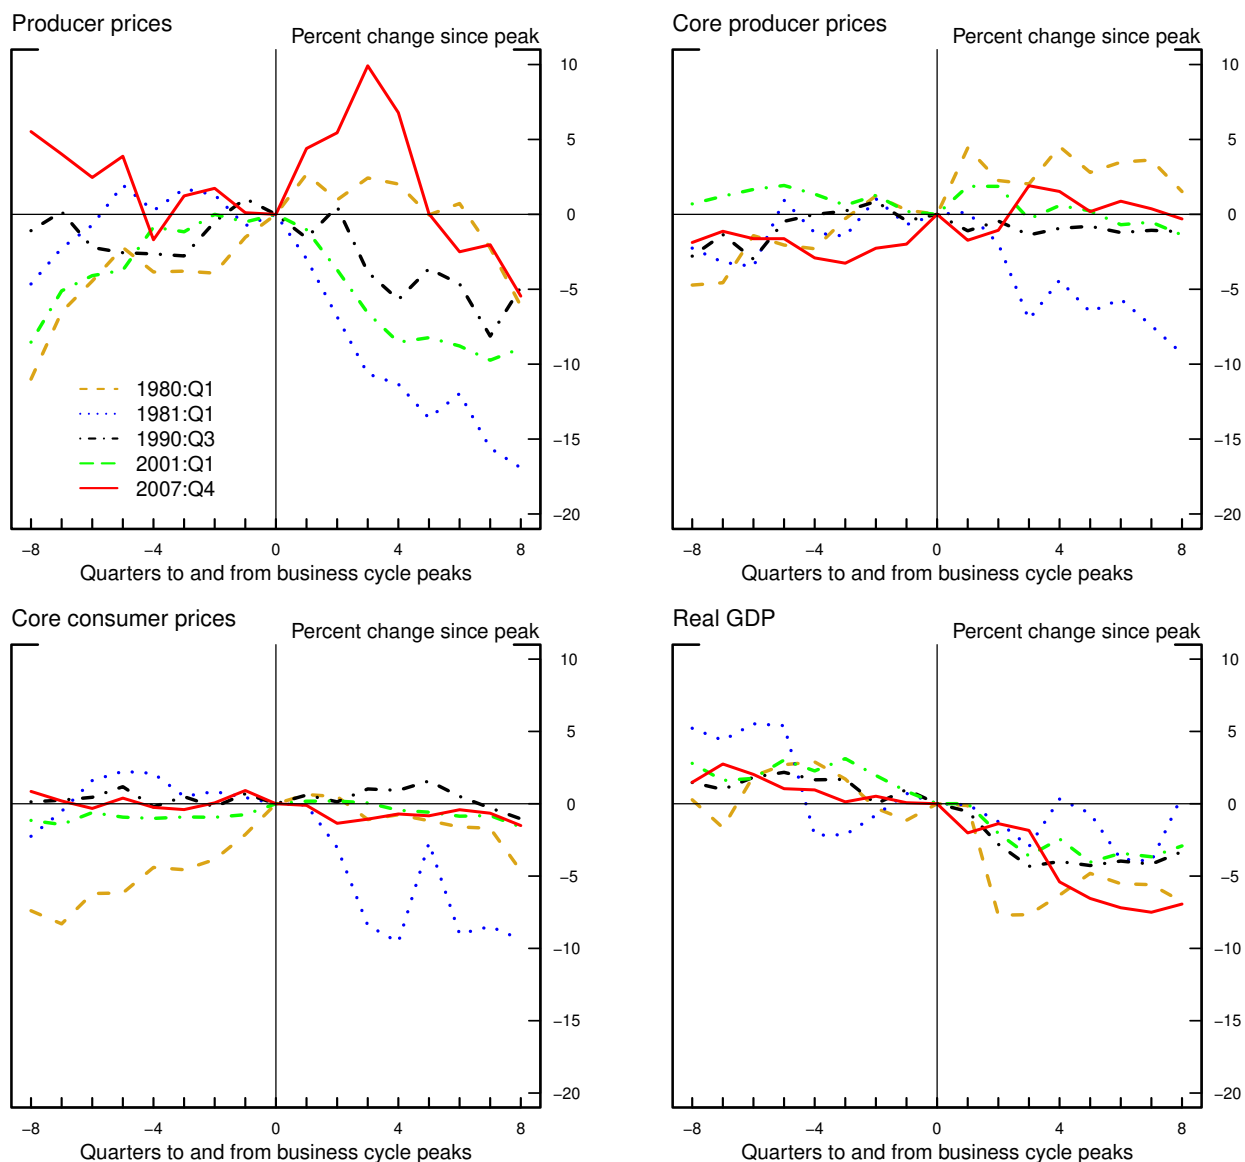 Producer prices
Percent change since peak
10
5
0
−5
−10
−15
−20
1980:Q1
1981:Q1
1990:Q3
2001:Q1
2007:Q4
−8
−4
0
4
8
Quarters to and from business cycle peaks
Core producer prices
Percent change since peak
10
5
0
−5
−10
−15
−20
−8
−4
0
4
8
Quarters to and from business cycle peaks
Core consumer prices
Percent change since peak
10
5
0
−5
−10
−15
−20
−8
−4
0
4
8
Quarters to and from business cycle peaks
Real GDP
Percent change since peak
10
5
0
−5
−10
−15
−20
−8
−4
0
4
8
Quarters to and from business cycle peaks